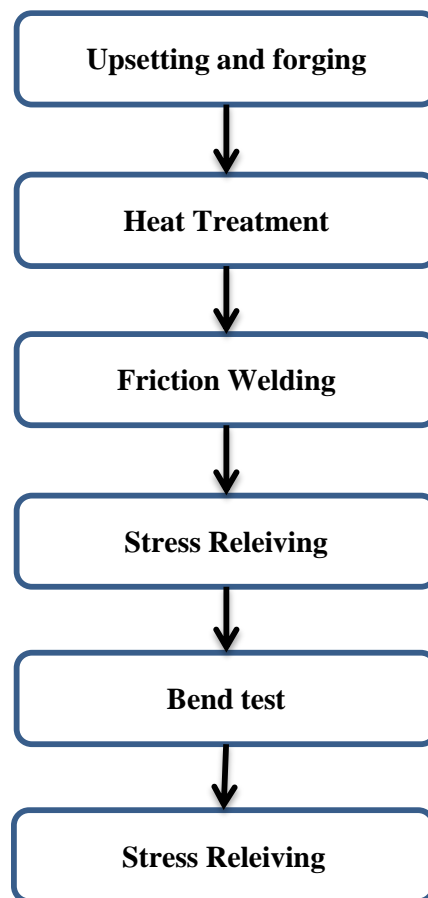 Upsetting and forging
Heat Treatment
Friction Welding
Stress Releiving
Bend test
Stress Releiving